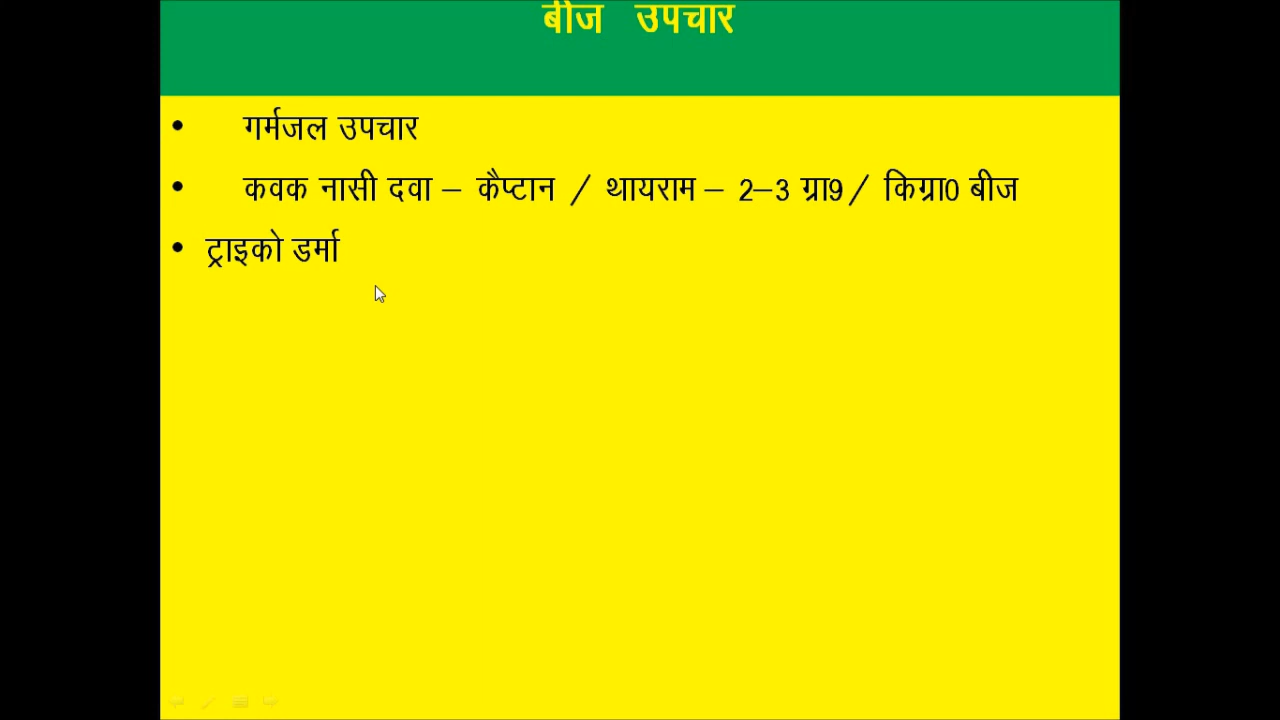 बीज उपचार
• गर्मजल उपचार
• कवक नासी दवा – कैप्टान / थायराम – 2–3 ग्रा9/ किग्रा0 बीज
• ट्राइको डर्मा